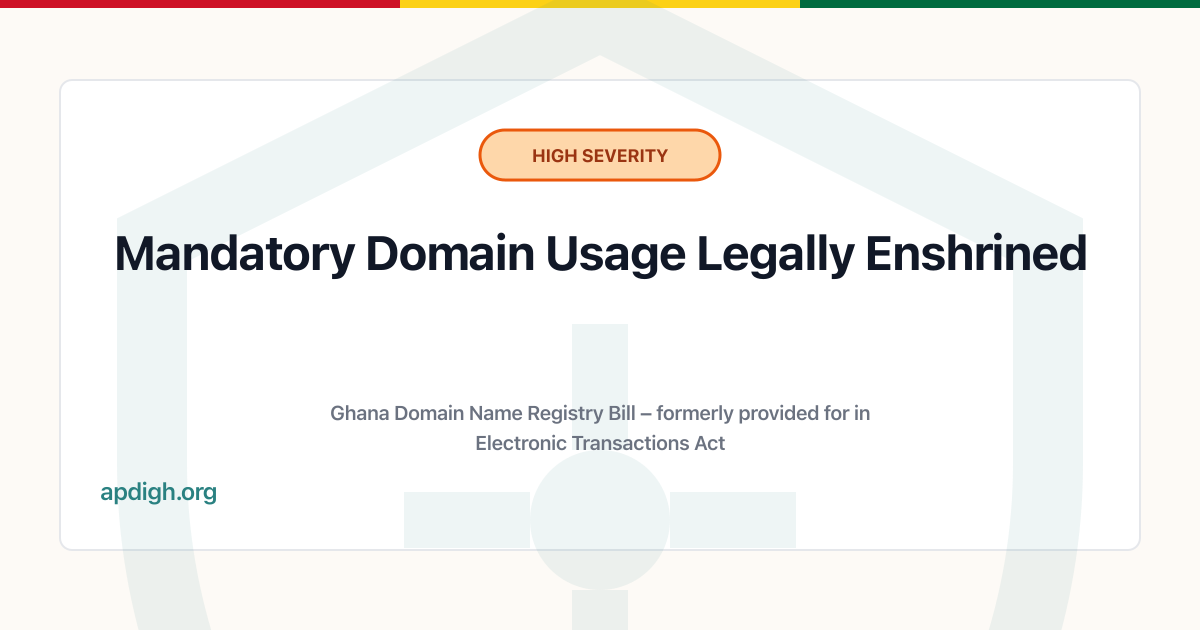 HIGH SEVERITY
Mandatory Domain Usage Legally Enshrined
Ghana Domain Name Registry Bill – formerly provided for in
Electronic Transactions Act
apdigh.org